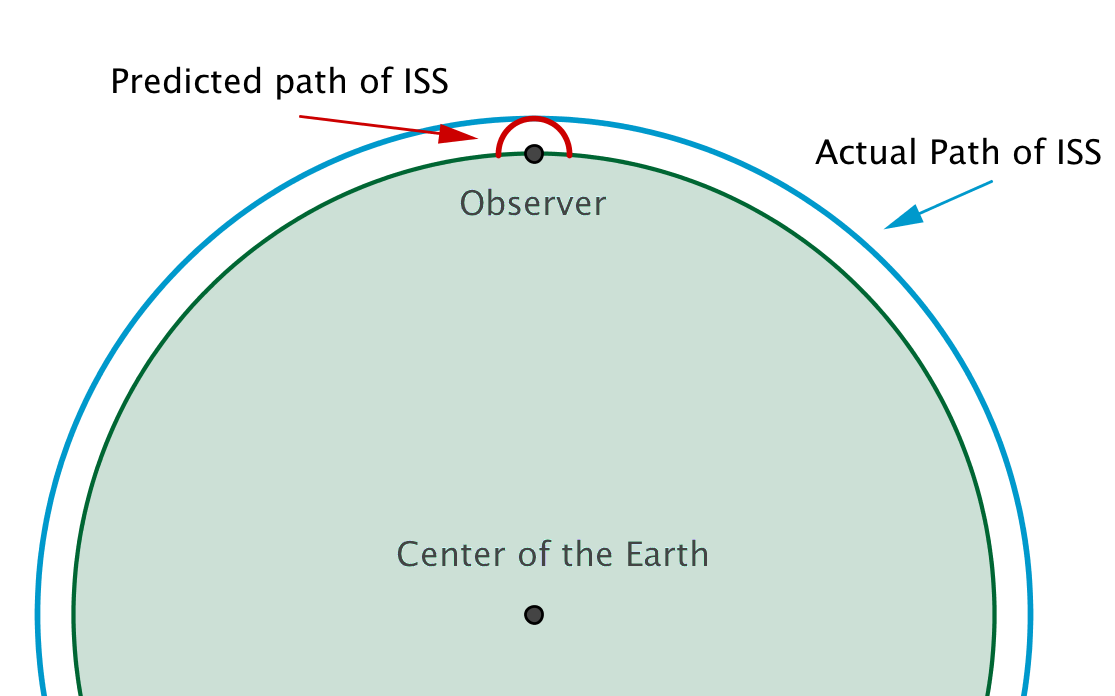 Predicted path of ISS
Actual Path of ISS
Observer
Center of the Earth